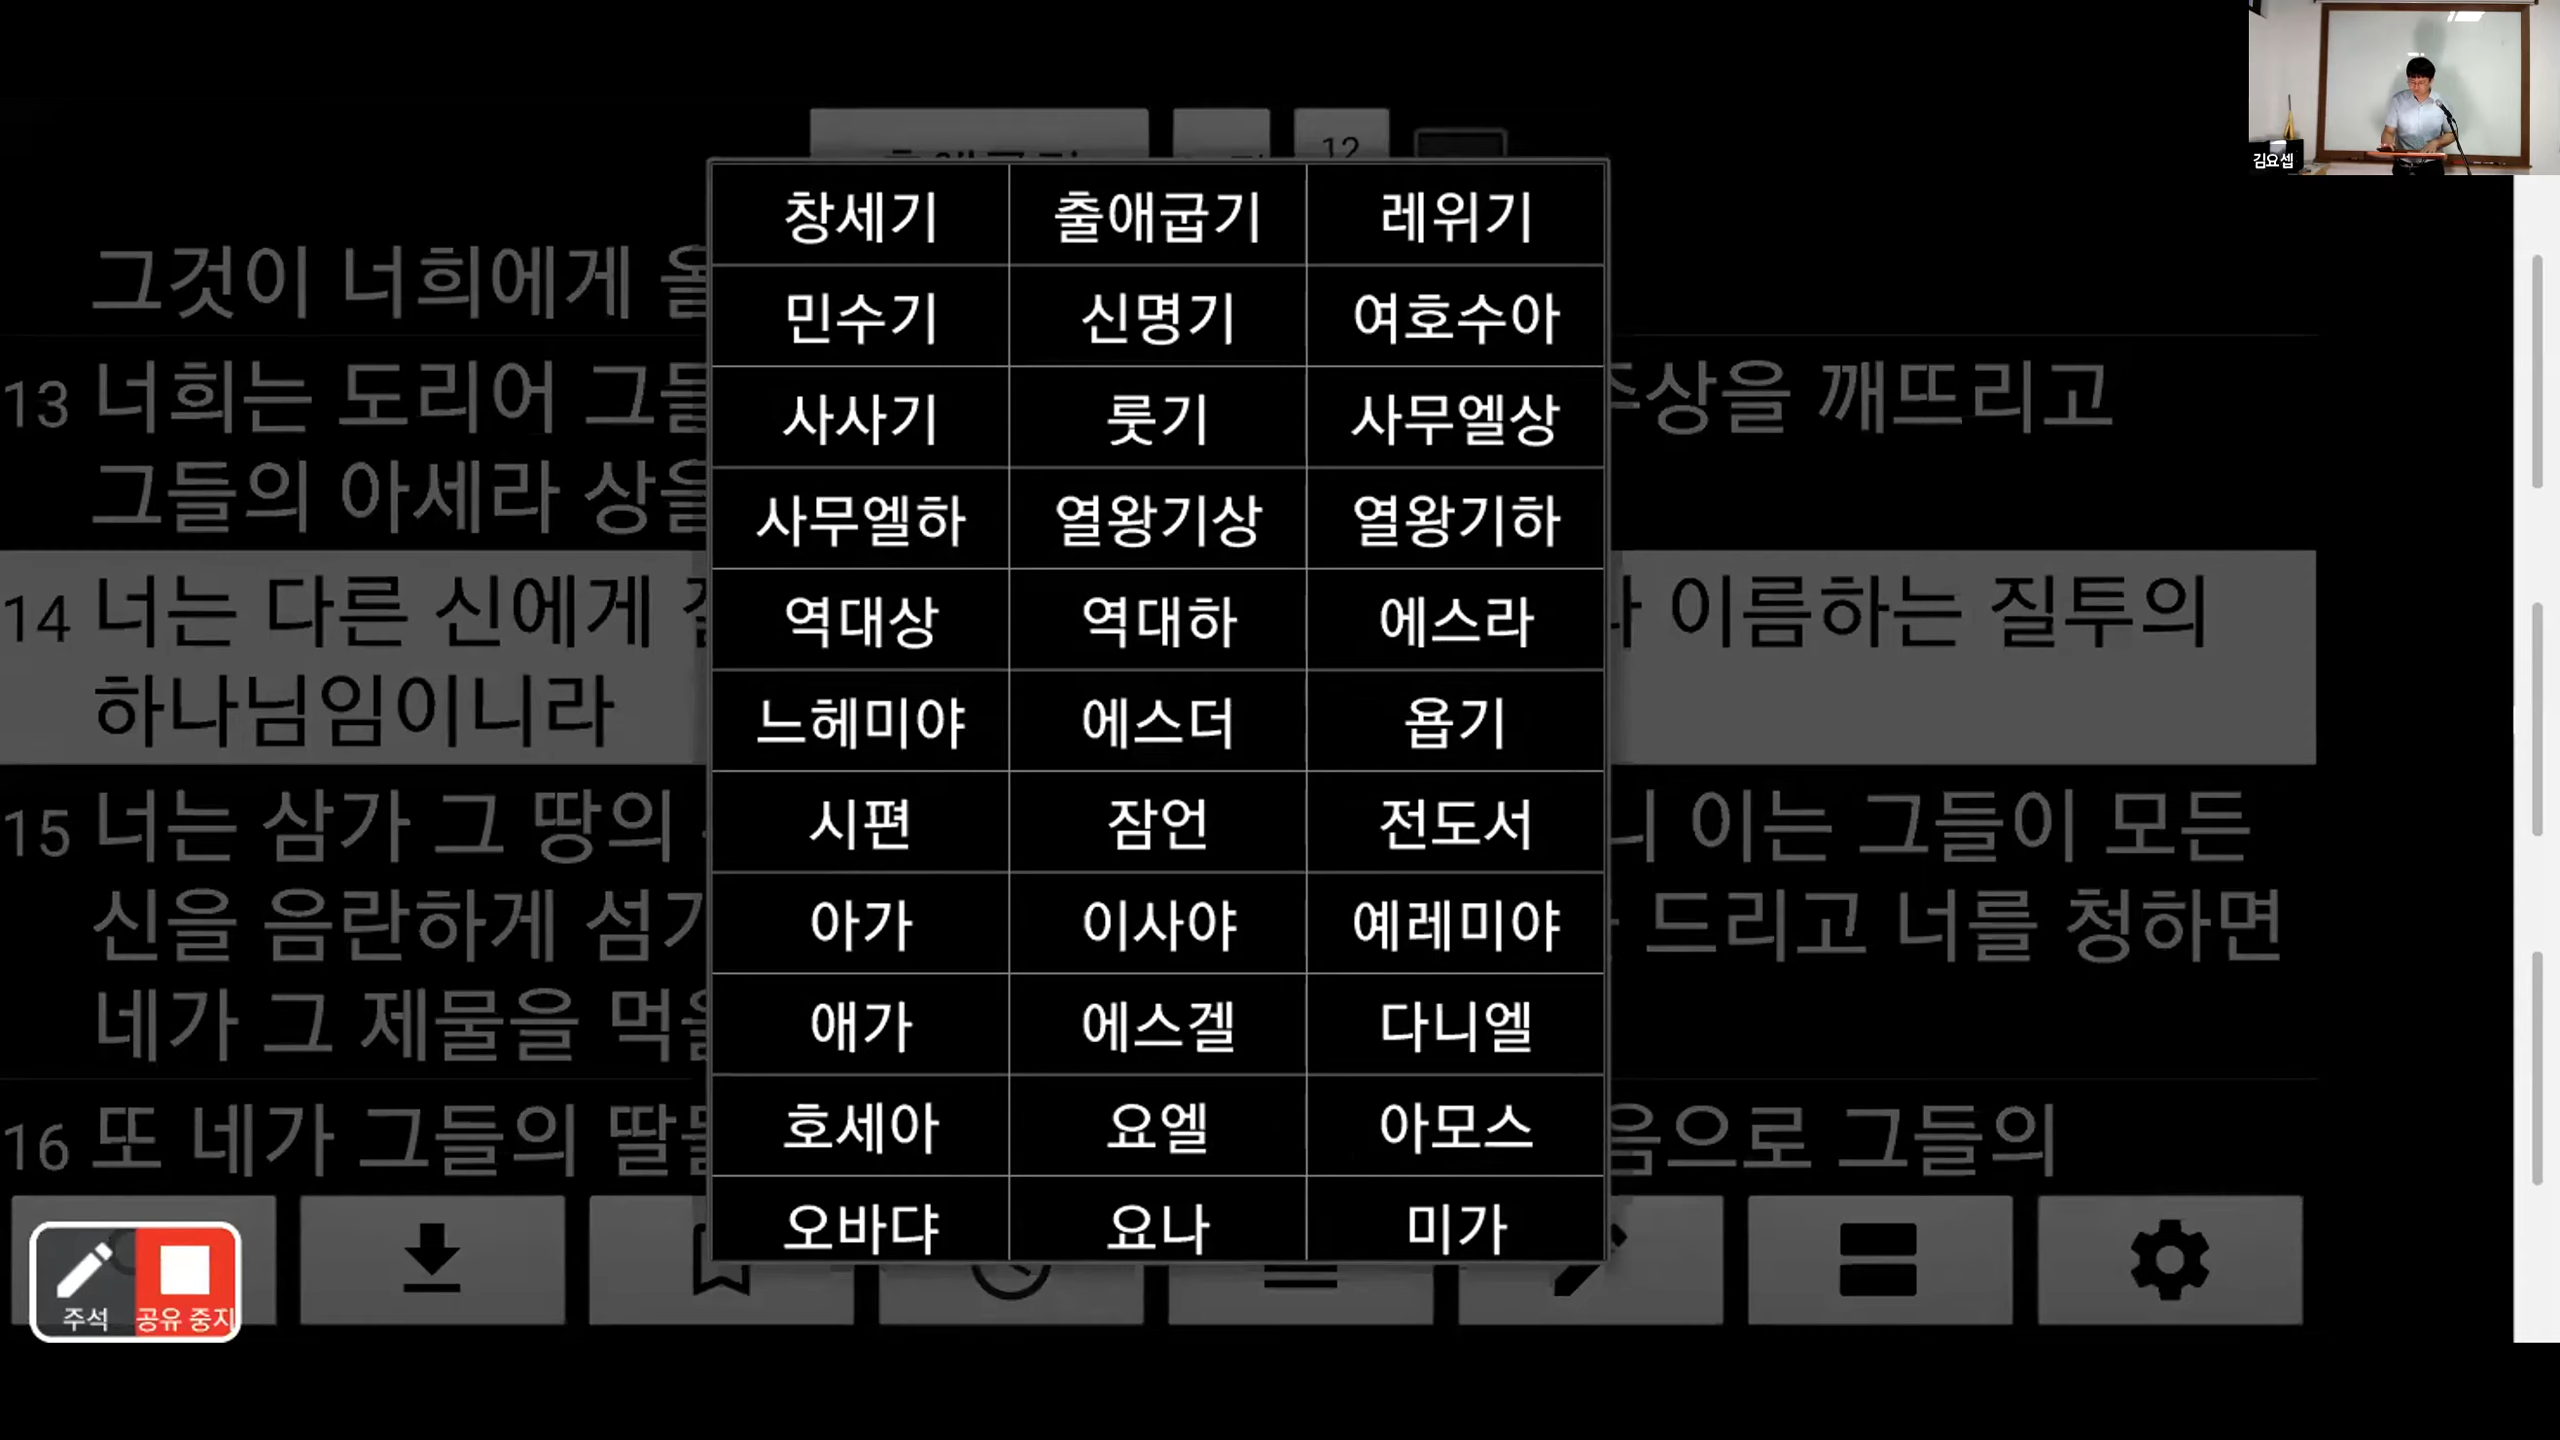 12
창세기 출애굽기 레위기
그것이 너희에게
민수기 신명기 여호수아
13 너희는 도리어 주상을 깨뜨리고
사사기 룻기 사무엘상
그들의 아세라 상을
사무엘하 열왕기상 열왕기하
14 너는 다른 신에게 이름하는 질투의
역대상 역대하 에스라
하나님임이니라
느헤미야 에스더 욥기
15 너는 삼가 그 땅의 이는 그들이 모든
시편 잠언 전도서
신을 음란하게 드리고 너를 청하면
아가 이사야 예레미야
네가 그 제물을
애가 에스겔 다니엘
16 또 네가 그들의 그들의
호세아 요엘 아모스
오바댜 요나 미가
주석 공유 중지
김요셉